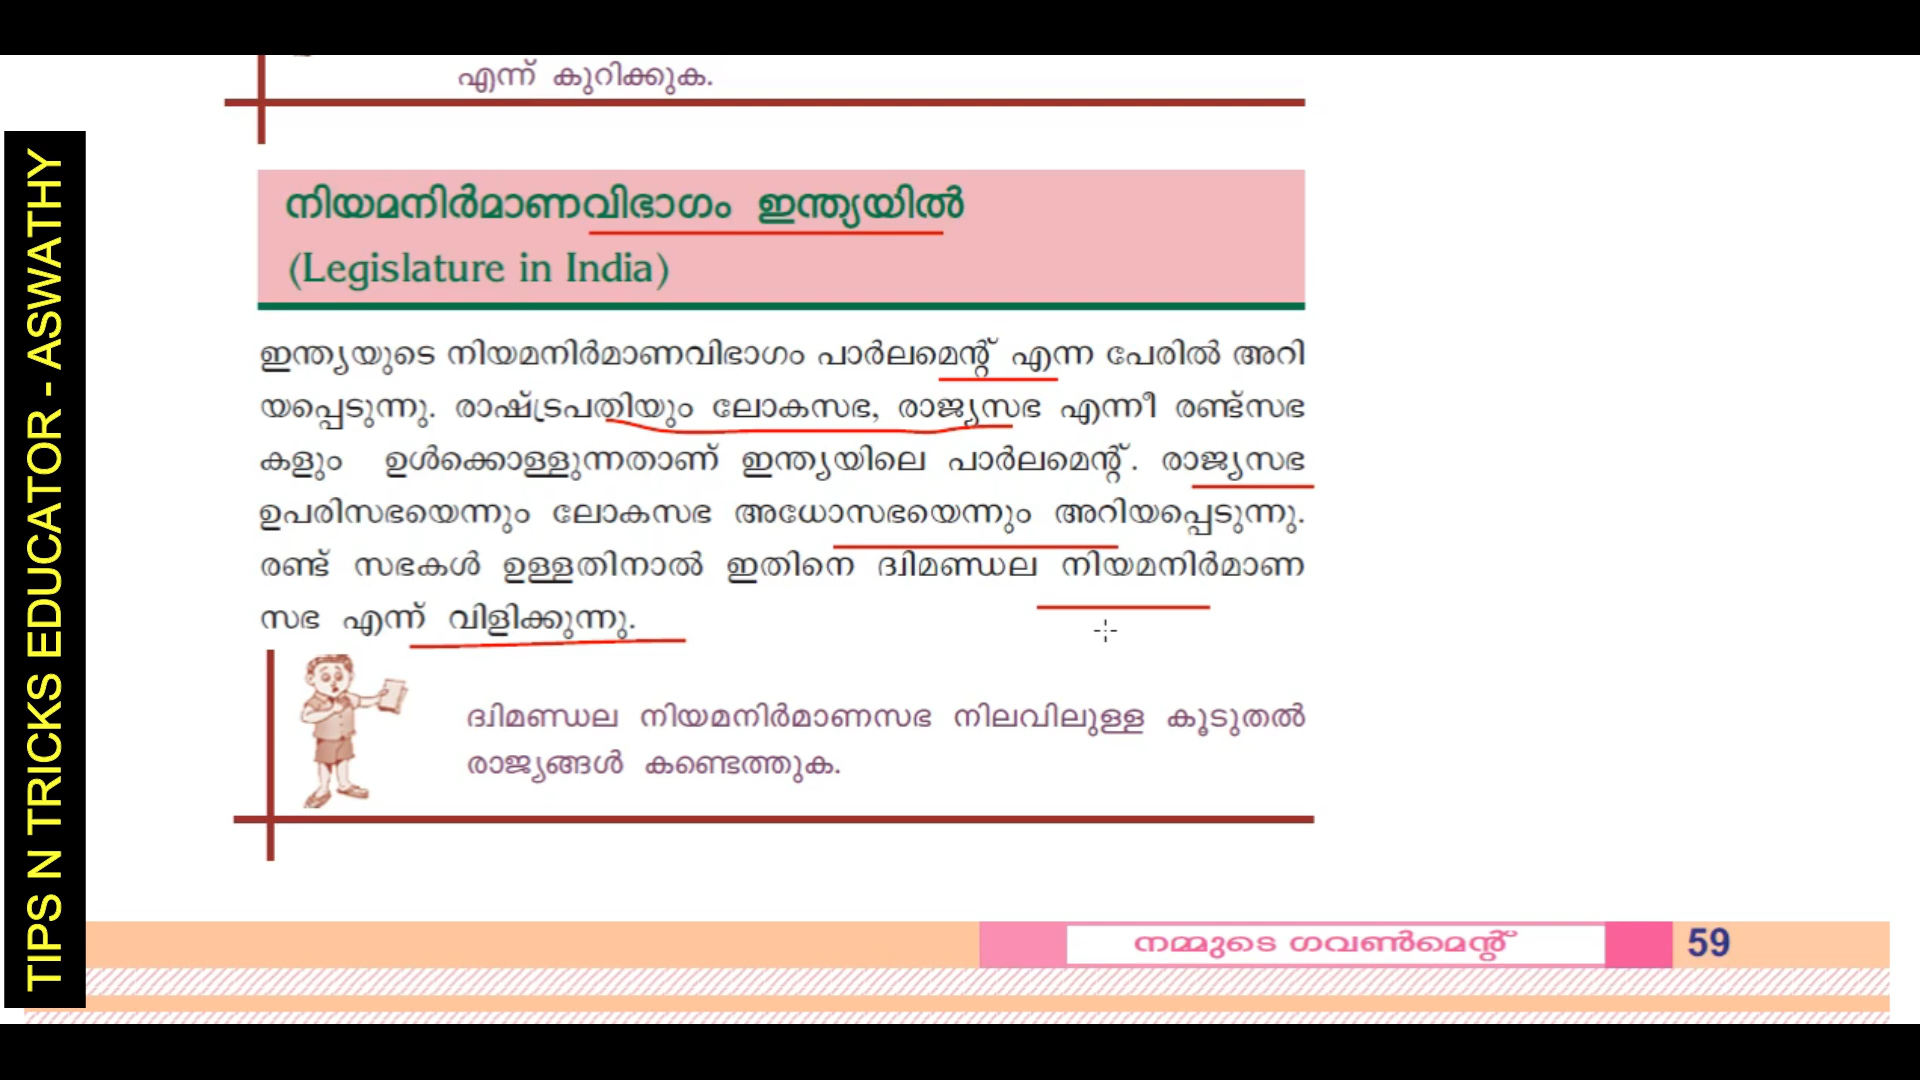 എന്ന് കുറിക്കുക.
നിയമനിർമാണവിഭാഗം ഇന്ത്യയിൽ
(Legislature in India)
ഇന്ത്യയുടെ നിയമനിർമാണവിഭാഗം പാർലമെന്റ് എന്ന പേരിൽ അറി
യപ്പെടുന്നു. രാഷ്ട്രപതിയും ലോകസഭ, രാജ്യസഭ എന്നീ രണ്ട്സഭ
കളും ഉൾക്കൊള്ളുന്നതാണ് ഇന്ത്യയിലെ പാർലമെന്റ്. രാജ്യസഭ
ഉപരിസഭയെന്നും ലോകസഭ അധോസഭയെന്നും അറിയപ്പെടുന്നു.
രണ്ട് സഭകൾ ഉള്ളതിനാൽ ഇതിനെ ദ്വിമണ്ഡല നിയമനിർമാണ
സഭ എന്ന് വിളിക്കുന്നു.
ദ്വിമണ്ഡല നിയമനിർമാണസഭ നിലവിലുള്ള കൂടുതൽ
രാജ്യങ്ങൾ കണ്ടെത്തുക.
നമ്മുടെ ഗവൺമെന്റ്
59
TIPS N TRICKS EDUCATOR - ASWATHY